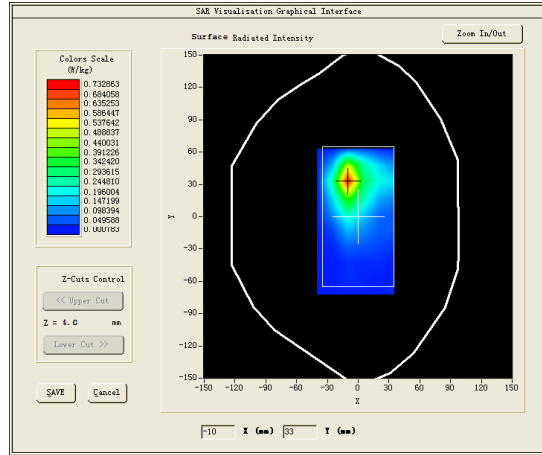 SAR Visualisation Graphical Interface
Surface Radiated Intensity
Zoom In/Out
Colors Scale
(W/kg)
0.732863
0.684058
0.635253
0.586447
0.537642
0.488837
0.440031
0.391226
0.342420
0.293615
0.244810
0.196004
0.147199
0.098394
0.049588
0.000783
Z-Cuts Control
<< Upper Cut
Z = 4.0 mm
Lower Cut >>
SAVE Cancel
150
120
90
60
30
0
-30
-60
-90
-120
-150
Y
-150 -120 -90 -60 -30 0 30 60 90 120 150
X
-10 X (mm) 33 Y (mm)